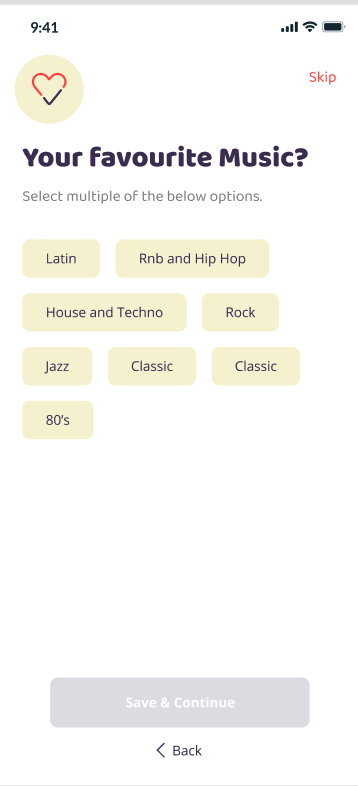 9:41
Skip
Your favourite Music?
Select multiple of the below options.
Latin
Rnb and Hip Hop
House and Techno
Rock
Jazz
Classic
Classic
80's
Save & Continue
Back